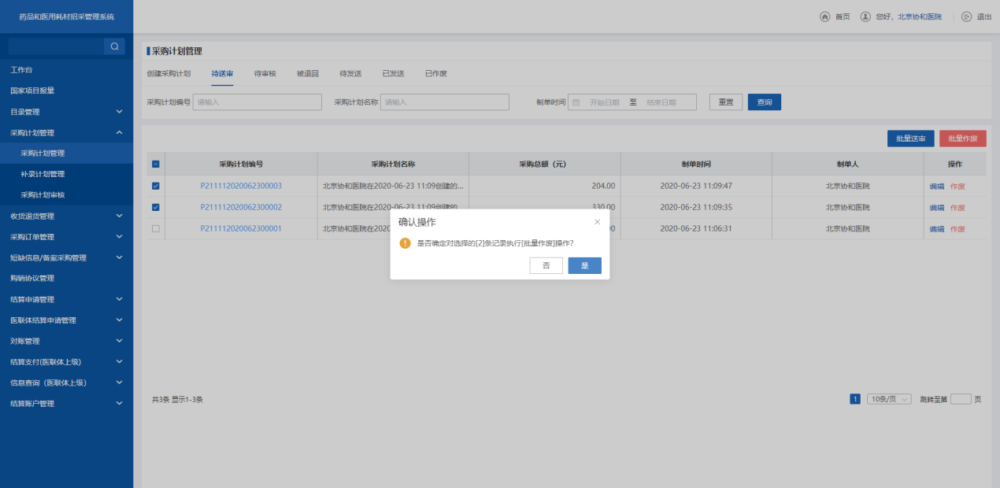 药品和医用耗材招采管理系统
首页 您好，北京协和医院 退出
工作台
国家项目报量
目录管理
采购计划管理
采购计划管理
补录计划管理
采购计划审核
收货退货管理
采购订单管理
短缺信息/备案采购管理
购销协议管理
结算申请管理
医联体结算申请管理
对账管理
结算支付(医联体上级)
信息查询（医联体上级）
结算账户管理
采购计划管理
创建采购计划 待送审 待审核 被退回 待发送 已发送 已作废
采购计划编号 请输入 采购计划名称 请输入 制单时间 开始日期 至 结束日期 重置 查询
批量送审 批量作废
采购计划编号 采购计划名称 采购总额（元） 制单时间 制单人 操作
P211112020062300003 北京协和医院在2020-06-23 11:09创建的... 204.00 2020-06-23 11:09:47 北京协和医院 编辑 作废
P211112020062300002 北京协和医院在2020-06-23 11:09创建的... 330.00 2020-06-23 11:09:35 北京协和医院 编辑 作废
P211112020062300001 北京协和医院在202 2020-06-23 11:06:31 北京协和医院 编辑 作废
确认操作
是否确定对选择的[2]条记录执行[批量作废]操作?
否 是
共3条 显示1-3条
1 10条/页 跳转至第 页